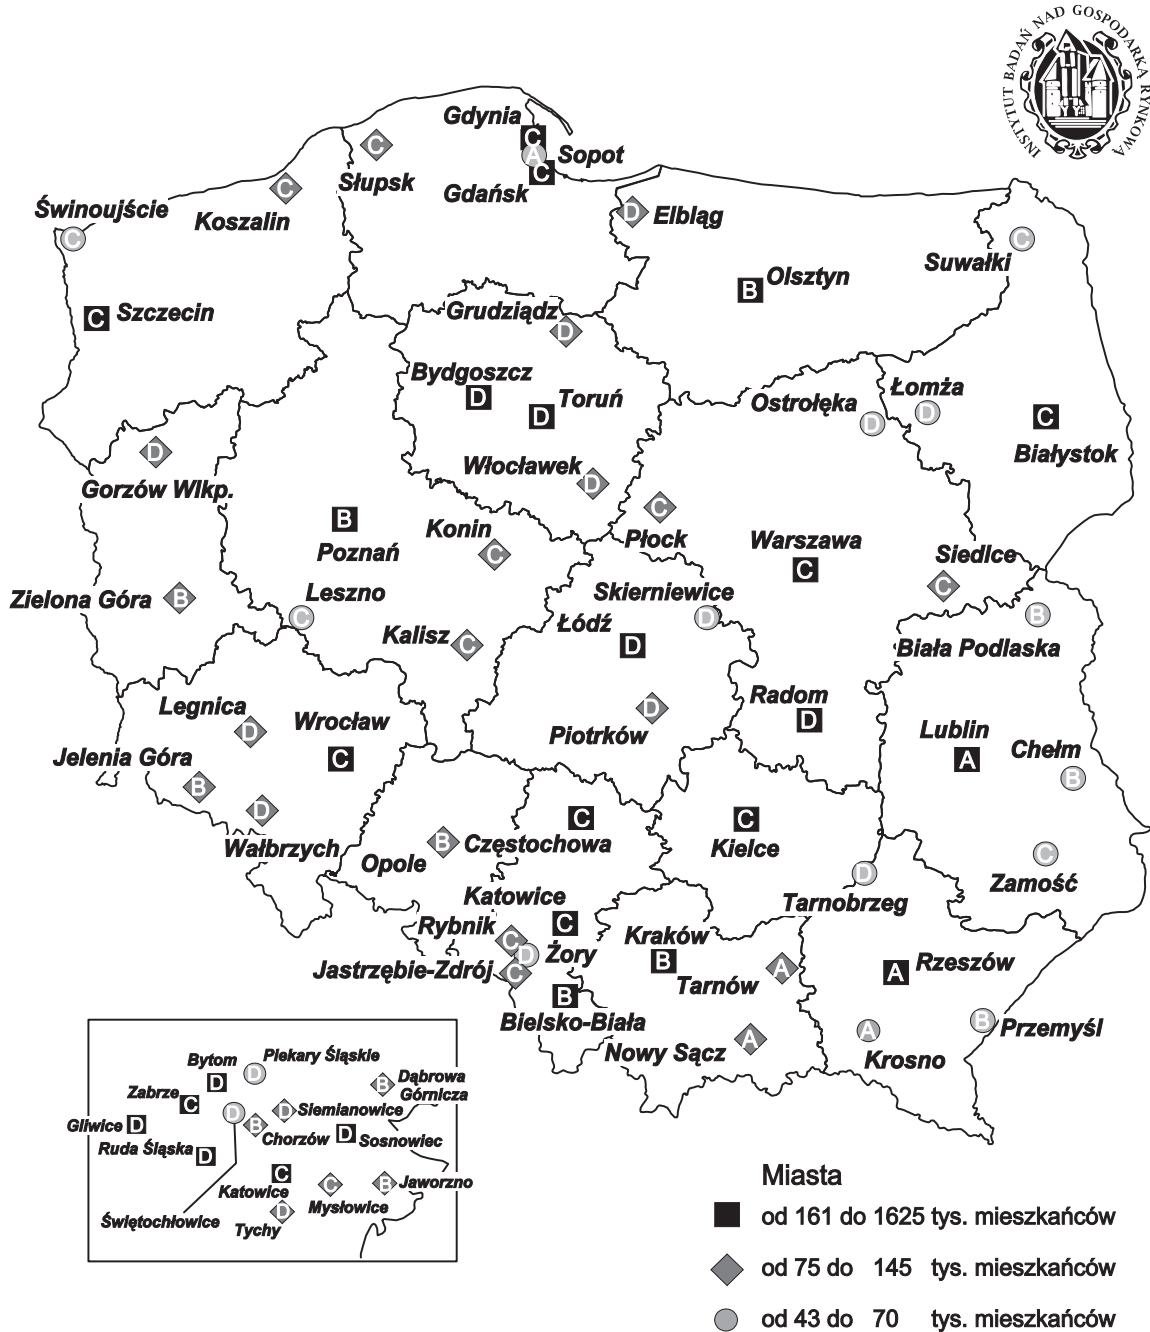 INSTYTUT BADAŃ NAD GOSPODARKĄ RYNKOWĄ
Gdynia
C
A
Sopot
C
Gdańsk
C
Słupsk
C
Koszalin
Świnoujście
C
D
Elbląg
C
Suwałki
Olsztyn
B
C
Szczecin
Grudziądz
D
Bydgoszcz
D
Toruń
D
Łomża
D
Ostrołęka
D
C
Białystok
D
Gorzów Wlkp.
Włocławek
D
C
Płock
B
Poznań
Konin
C
Warszawa
C
Siedlce
C
Zielona Góra
B
Leszno
C
Skierniewice
D
B
Biała Podlaska
Łódź
D
Kalisz
C
Legnica
D
Wrocław
C
D
Piotrków
Radom
D
Lublin
A
Chełm
B
Jelenia Góra
B
D
Wałbrzych
B
Opole
C
Częstochowa
C
Kielce
C
Zamość
D
Tarnobrzeg
Katowice
C
Rybnik
C
D
Żory
Jastrzębie-Zdrój
C
Kraków
B
Tarnów
A
A
Rzeszów
B
Bielsko-Biała
Nowy Sącz
A
A
Krosno
B
Przemyśl
Bytom
D
Piekary Śląskie
D
B
Dąbrowa
Górnicza
Zabrze
C
D
D
Siemianowice
Gliwice
D
B
Chorzów
D
Sosnowiec
Ruda Śląska
D
C
Katowice
C
Mysłowice
B
Jaworzno
Świętochłowice
D
Tychy
Miasta
od 161 do 1625 tys. mieszkańców
od 75 do 145 tys. mieszkańców
od 43 do 70 tys. mieszkańców